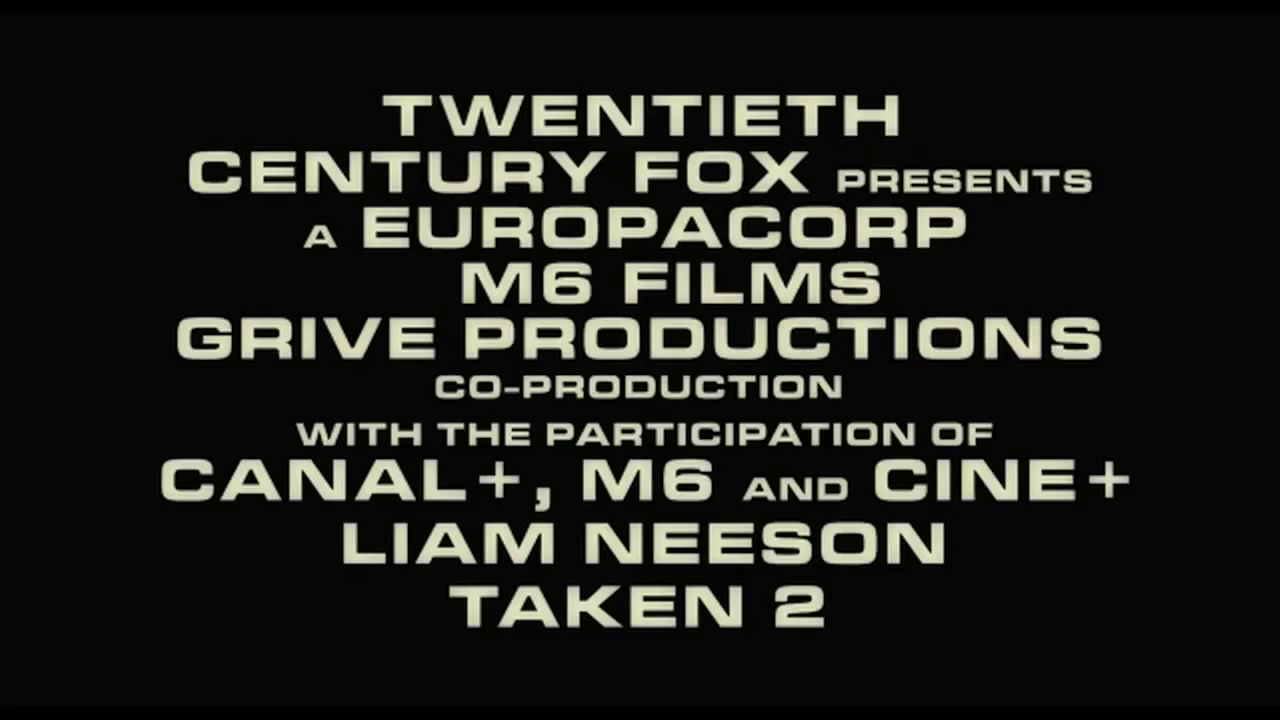 TWENTIETH
CENTURY FOX PRESENTS
A EUROPACORP
M6 FILMS
GRIVE PRODUCTIONS
CO-PRODUCTION
WITH THE PARTICIPATION OF
CANAL+, M6 AND CINE+
LIAM NEESON
TAKEN 2